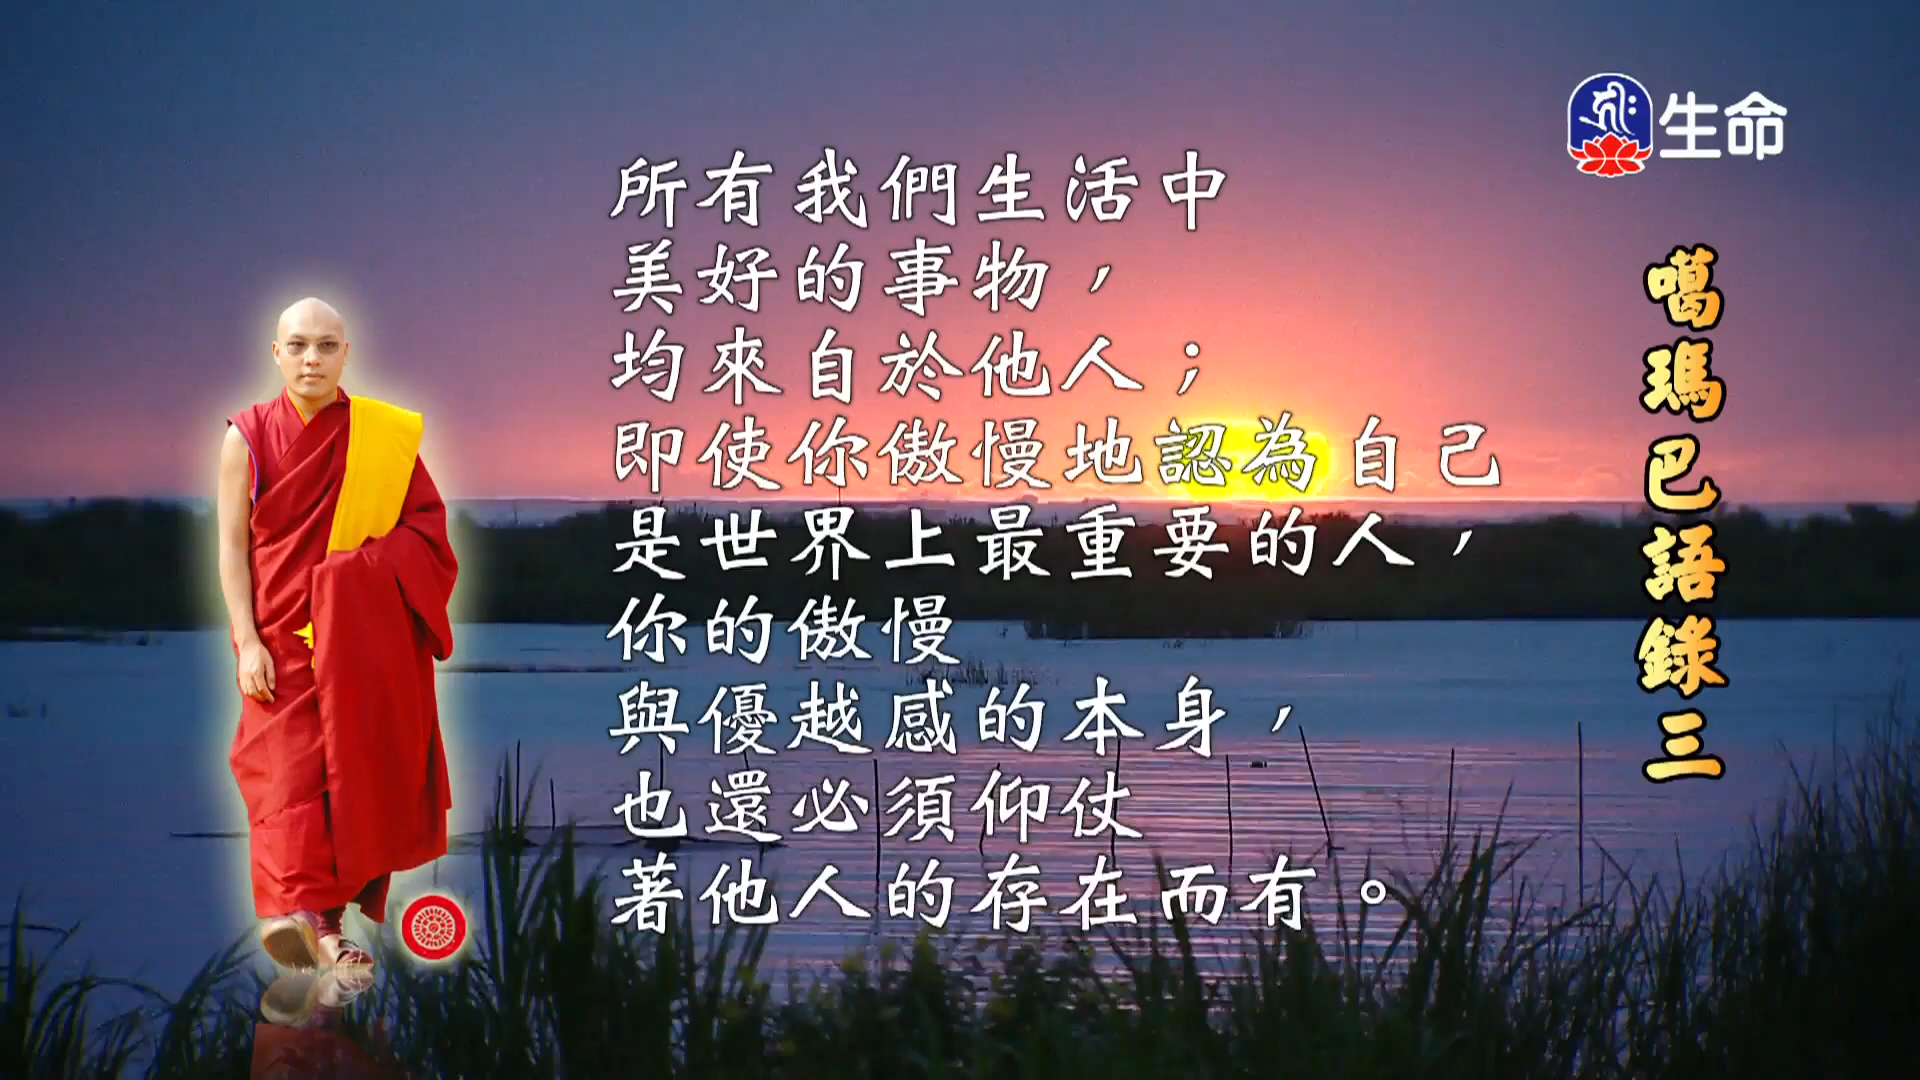 生命
所有我們生活中
美好的事物，
均來自於他人；
即使你傲慢地認為自己
是世界上最重要的人，
你的傲慢
與優越感的本身，
也還必須仰仗
著他人的存在而有。
噶瑪巴語錄三